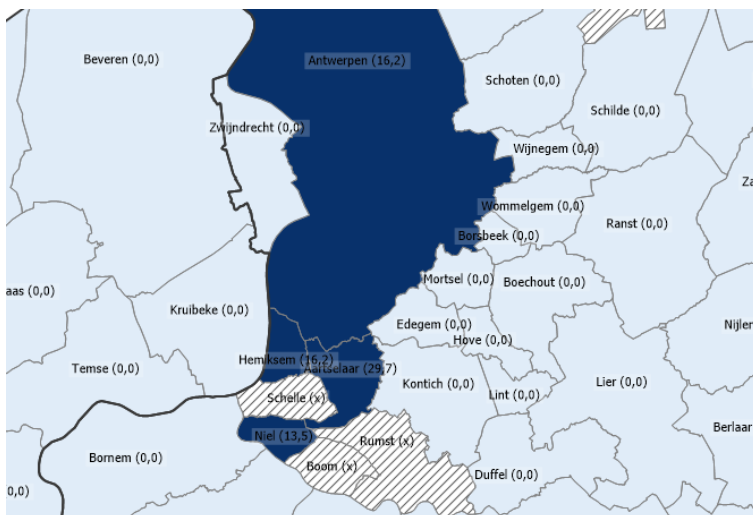 Beveren (0,0)
Antwerpen (16,2)
Schoten (0,0)
Schilde (0,0)
Zwijndrecht (0,0)
Wijnegem (0,0)
Za
Wommelgem (0,0)
Ranst (0,0)
Borsbeek (0,0)
Mortsel (0,0)
Boechout (0,0)
aas (0,0)
Kruibeke (0,0)
Edegem (0,0)
Hove (0,0)
Nijlen
Hemiksem (16,2)
Aartselaar (29,7)
Temse (0,0)
Kontich (0,0)
Lier (0,0)
Schelle (x)
Lint (0,0)
Berlaar
Niel (13,5)
Rumst (x)
Bornem (0,0)
Boom (x)
Duffel (0,0)
0,0)